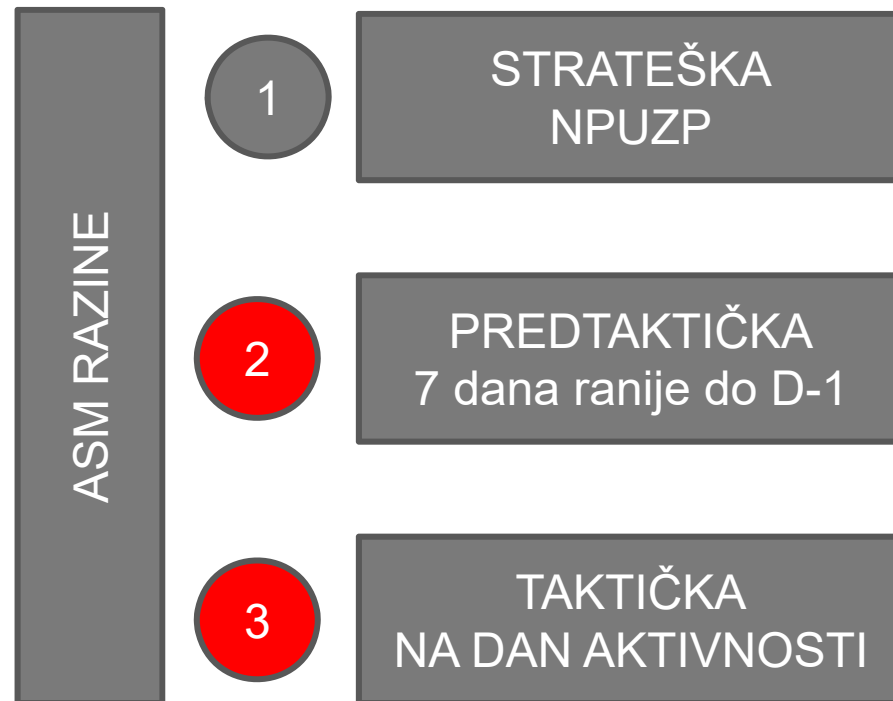 ASM RAZINE
1
STRATEŠKA
NPUZP
2
PREDTAKTIČKA
7 dana ranije do D-1
3
TAKTIČKA
NA DAN AKTIVNOSTI